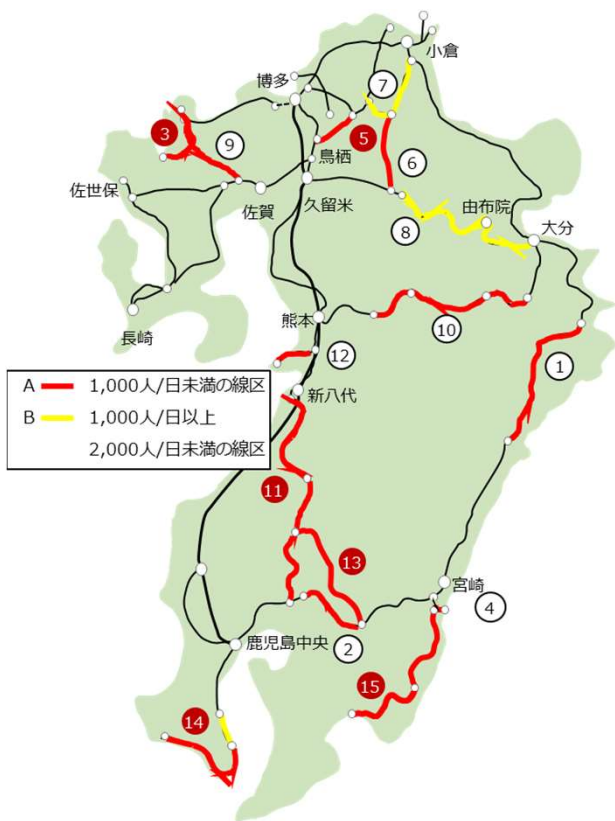 小倉
博多
7
3
5
9
鳥栖
6
佐世保
佐賀
久留米
8
由布院
大分
長崎
熊本
10
12
1
A 1,000人/日未満の線区
B 1,000人/日以上
2,000人/日未満の線区
新八代
11
13
宮崎
4
鹿児島中央
2
15
14